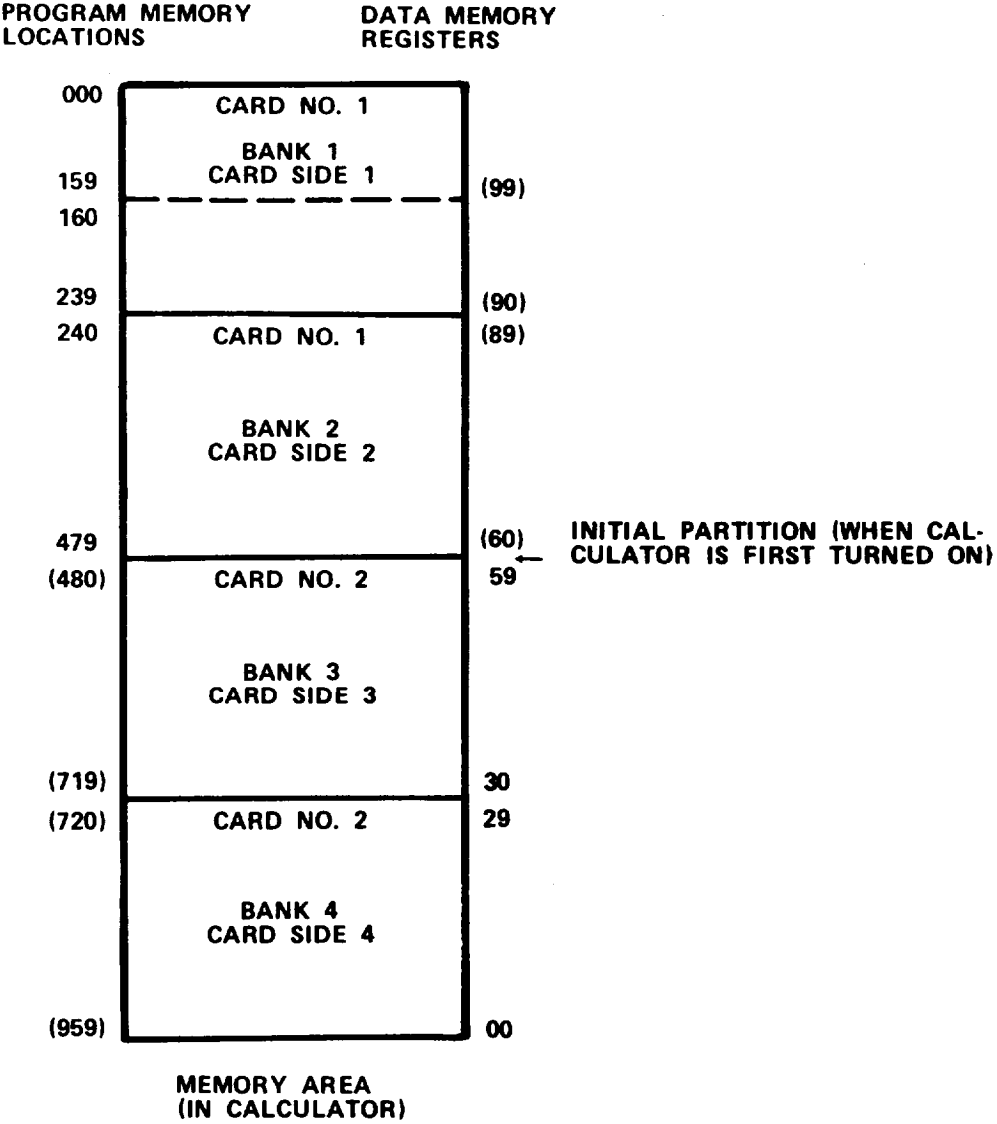 PROGRAM MEMORY
LOCATIONS
DATA MEMORY
REGISTERS
000
CARD NO. 1
BANK 1
CARD SIDE 1
159
(99)
160
239
(90)
240
CARD NO. 1
(89)
BANK 2
CARD SIDE 2
479
(60)
INITIAL PARTITION (WHEN CAL-
CULATOR IS FIRST TURNED ON)
(480)
CARD NO. 2
59
BANK 3
CARD SIDE 3
(719)
30
(720)
CARD NO. 2
29
BANK 4
CARD SIDE 4
(959)
00
MEMORY AREA
(IN CALCULATOR)